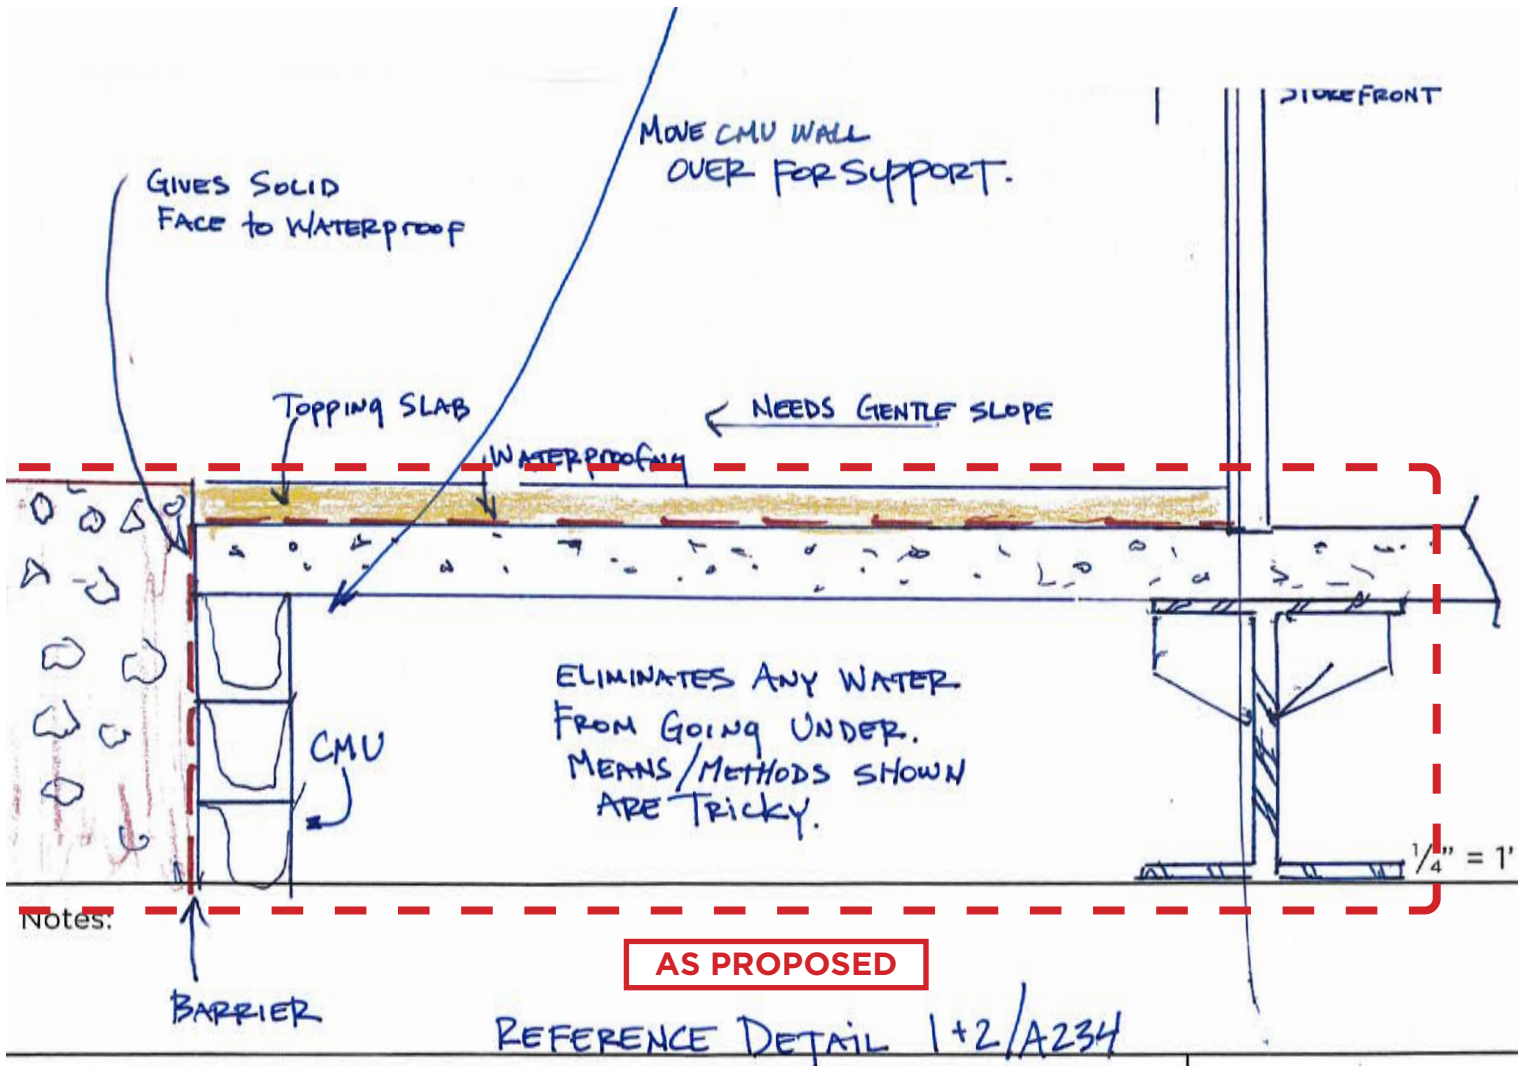 STOREFRONT
MOVE CMU WALL
OVER FOR SUPPORT.
GIVES SOLID
FACE to WATERPROOF
TOPPING SLAB
NEEDS GENTLE SLOPE
WATERPROOFING
ELIMINATES ANY WATER
FROM GOING UNDER.
MEANS/METHODS SHOWN
ARE TRICKY.
CMU
1/4" = 1'
Notes:
AS PROPOSED
BARRIER
REFERENCE DETAIL 1+2/A234